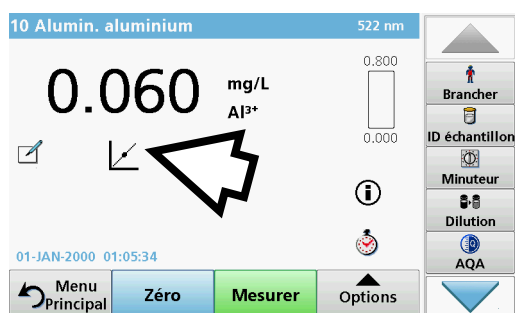 10 Alumin. aluminium
522 nm
0.060
mg/L
Al³⁺
0.800
0.000
01-JAN-2000 01:05:34
Menu
Principal
Zéro
Mesurer
Options
Brancher
ID échantillon
Minuteur
Dilution
AQA